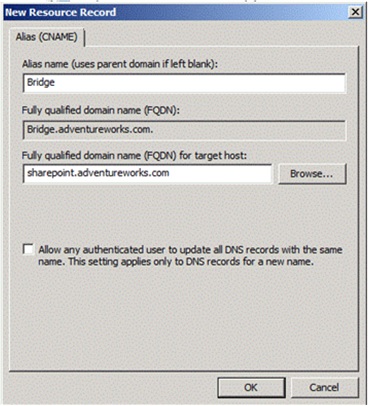 New Resource Record
Alias (CNAME)
Alias name (uses parent domain if left blank):
Bridge
Fully qualified domain name (FQDN):
Bridge.adventureworks.com.
Fully qualified domain name (FQDN) for target host:
sharepoint.adventureworks.com
Browse...
Allow any authenticated user to update all DNS records with the same
name. This setting applies only to DNS records for a new name.
OK
Cancel